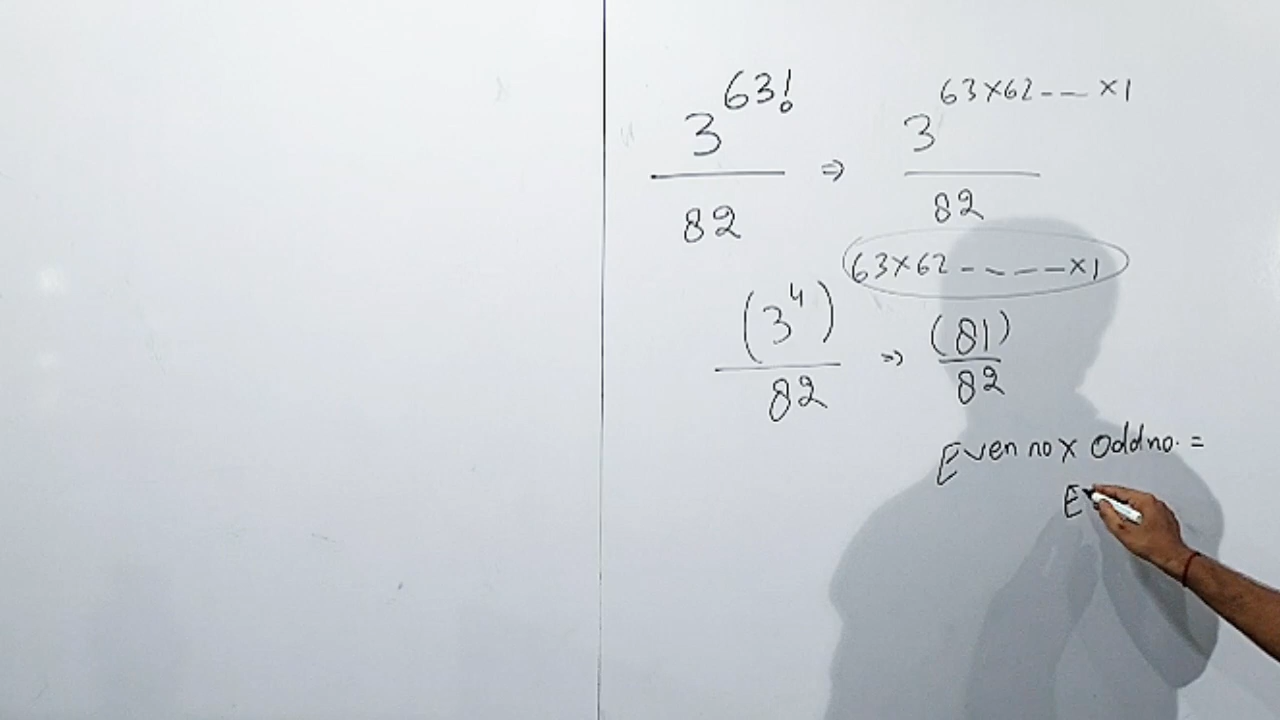 3^63! ⇒ 3^63×62-- ×1
82 82
63×62 - - - - ×1
(3^4) ⇒ (81)
82 82
Even no × Odd no. =
E